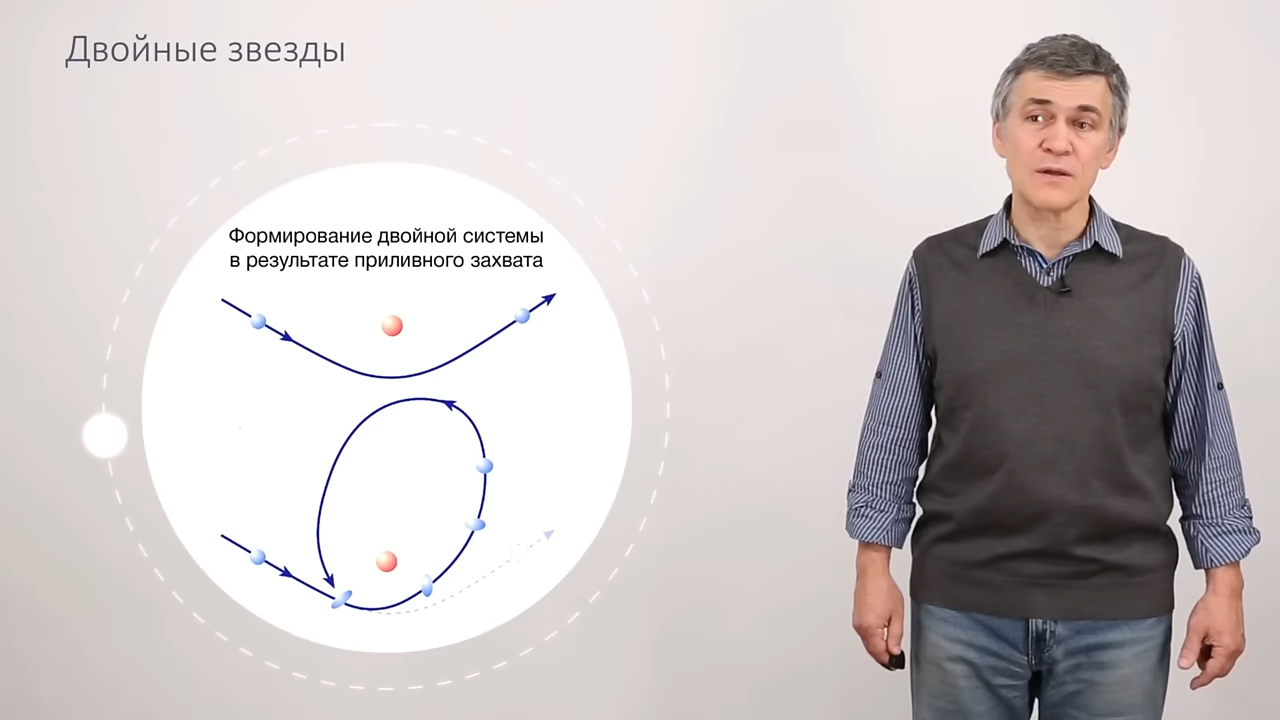 Двойные звезды
Формирование двойной системы
в результате приливного захвата